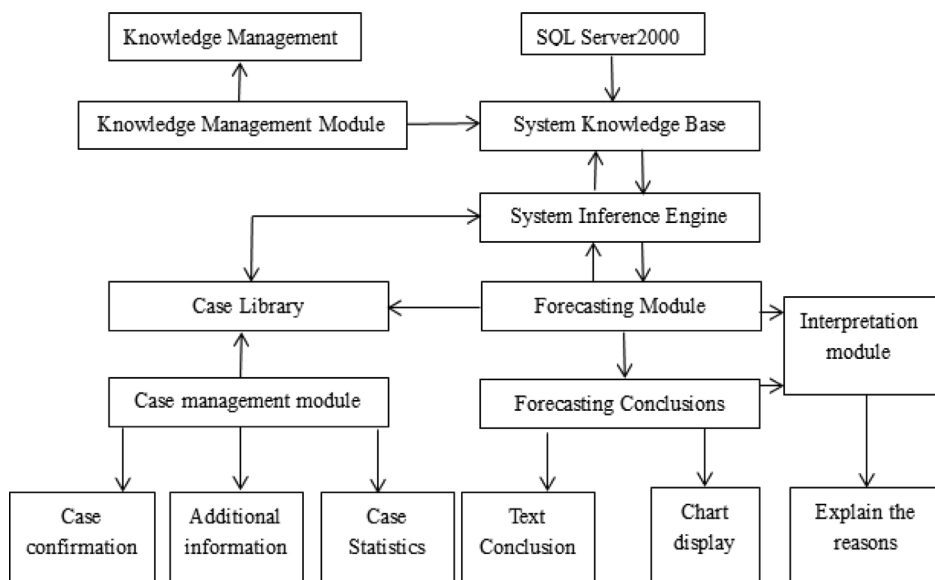 Knowledge Management
SQL Server2000
Knowledge Management Module
System Knowledge Base
System Inference Engine
Case Library
Forecasting Module
Interpretation
module
Case management module
Forecasting Conclusions
Case
confirmation
Additional
information
Case
Statistics
Text
Conclusion
Chart
display
Explain the
reasons